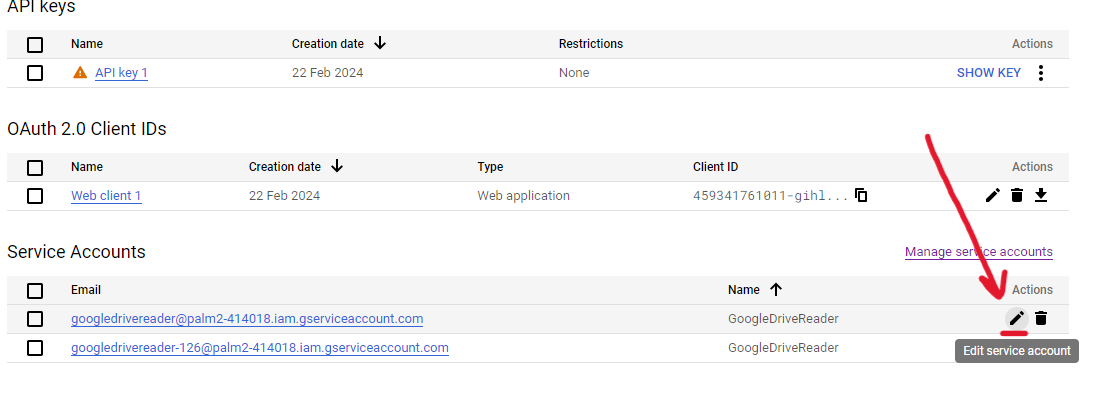 API keys
Name Creation date Restrictions Actions
API key 1 22 Feb 2024 None SHOW KEY
OAuth 2.0 Client IDs
Name Creation date Type Client ID Actions
Web client 1 22 Feb 2024 Web application 459341761011-gihl...
Service Accounts Manage service accounts
Email Name Actions
googledrivereader@palm2-414018.iam.gserviceaccount.com GoogleDriveReader
googledrivereader-126@palm2-414018.iam.gserviceaccount.com GoogleDriveReader
Edit service account